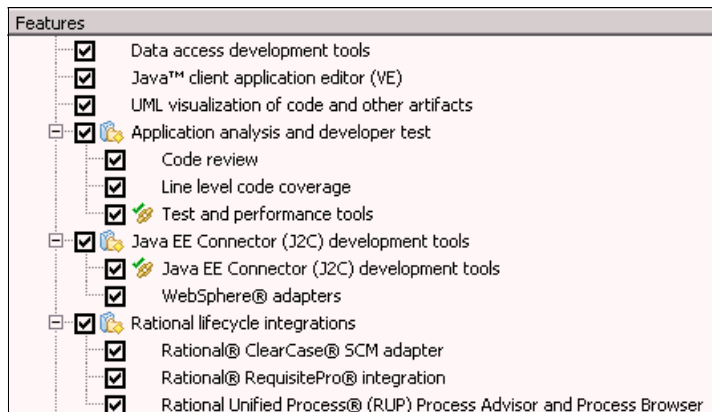 Features
Data access development tools
Java™ client application editor (VE)
UML visualization of code and other artifacts
Application analysis and developer test
Code review
Line level code coverage
Test and performance tools
Java EE Connector (J2C) development tools
Java EE Connector (J2C) development tools
WebSphere® adapters
Rational lifecycle integrations
Rational® ClearCase® SCM adapter
Rational® RequisitePro® integration
Rational Unified Process® (RUP) Process Advisor and Process Browser